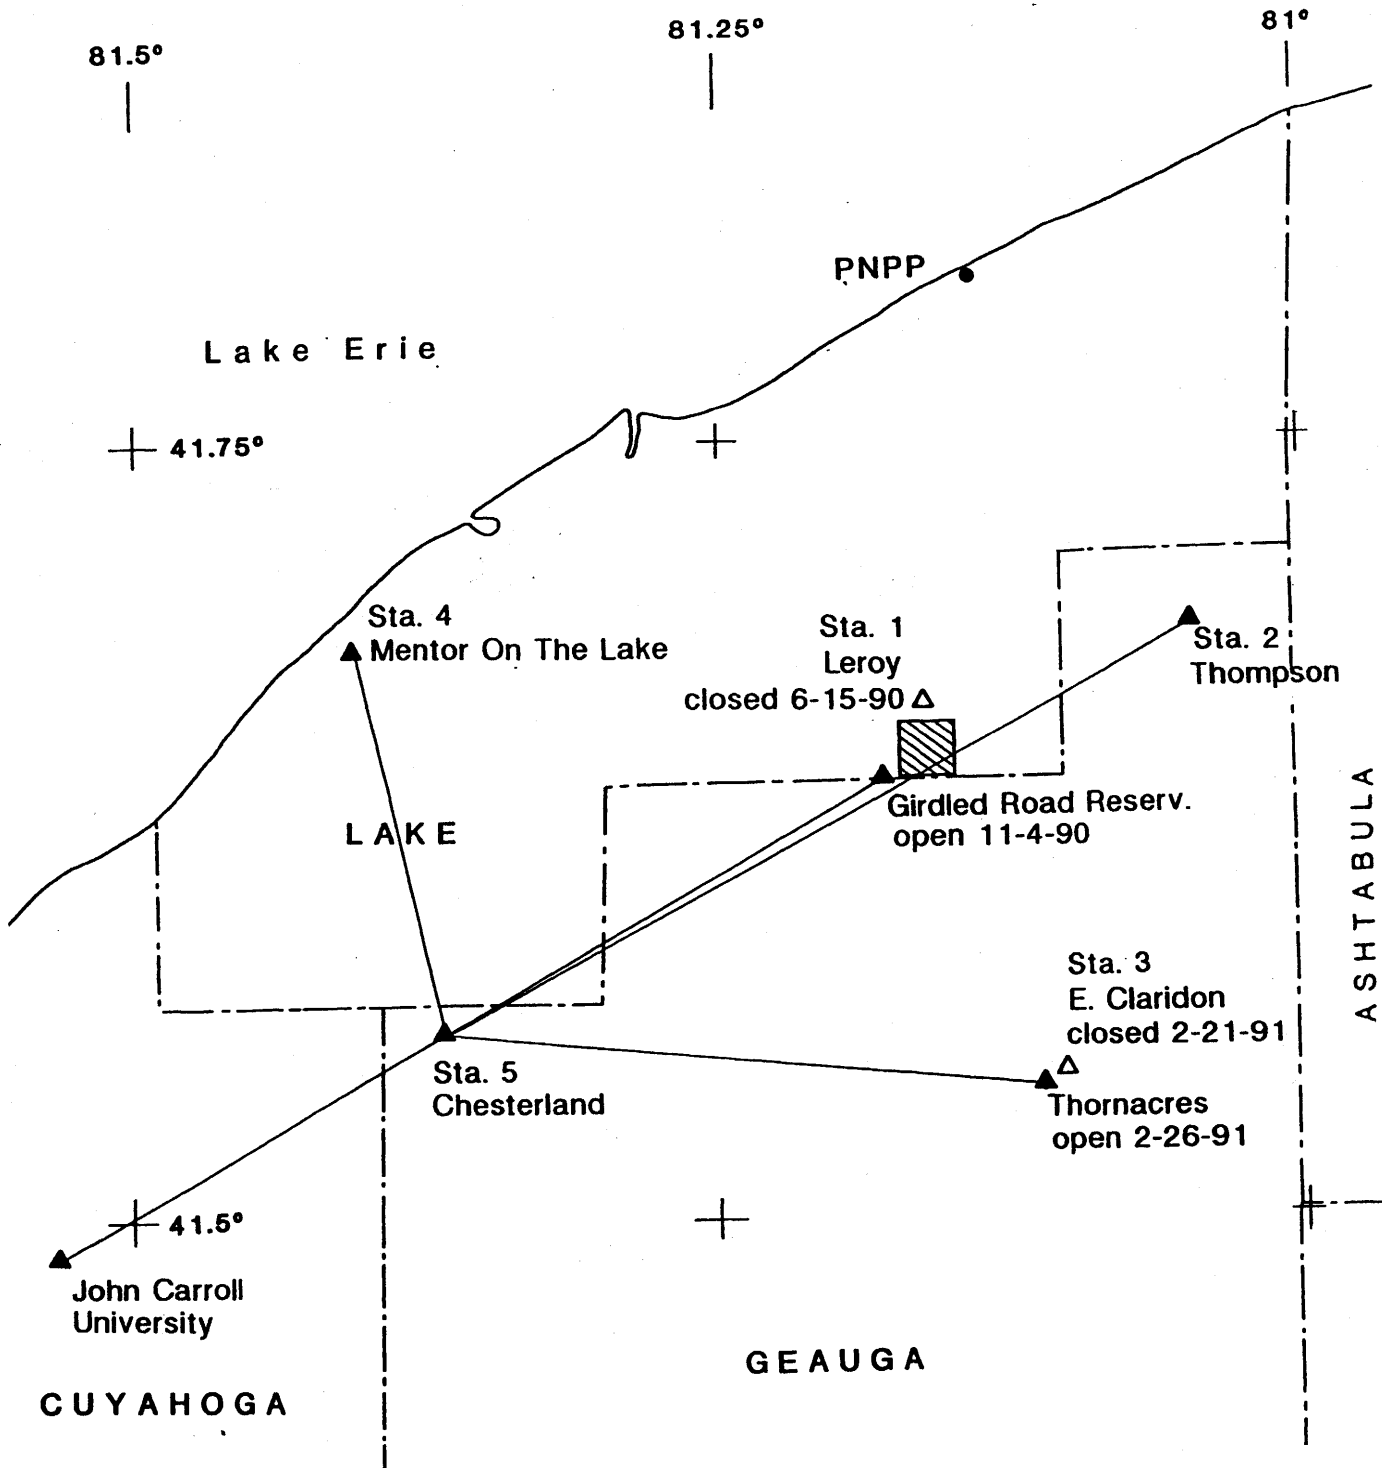 81.5°
81.25°
81°
PNPP
Lake Erie
41.75°
Sta. 4
Mentor On The Lake
Sta. 1
Leroy
closed 6-15-90
Sta. 2
Thompson
Girdled Road Reserv.
open 11-4-90
LAKE
ASHTABULA
Sta. 3
E. Claridon
closed 2-21-91
Sta. 5
Chesterland
Thornacres
open 2-26-91
41.5°
John Carroll
University
GEAUGA
CUYAHOGA